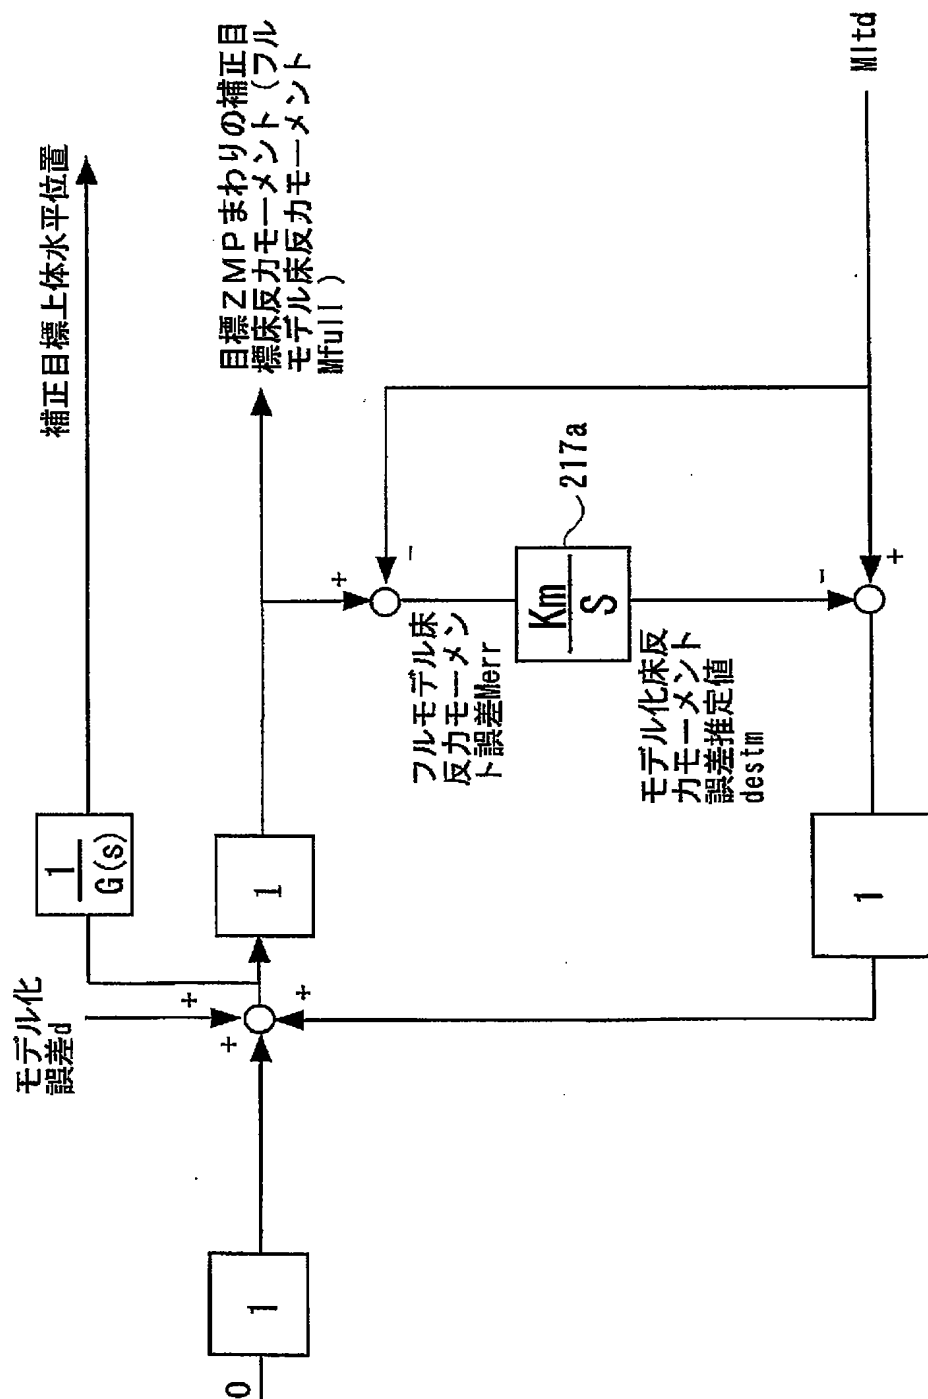 補正目標上体水平位置
目標ZMPまわりの補正目
標床反力モーメント（フル
モデル床反力モーメント
Mfull）
Mltd
1
G(s)
モデル化
誤差d
+
+
+
1
+
-
フルモデル床
反力モーメン
ト誤差Merr
Km
S
217a
モデル化床反
力モーメント
誤差推定値
destm
-
+
1
1
0